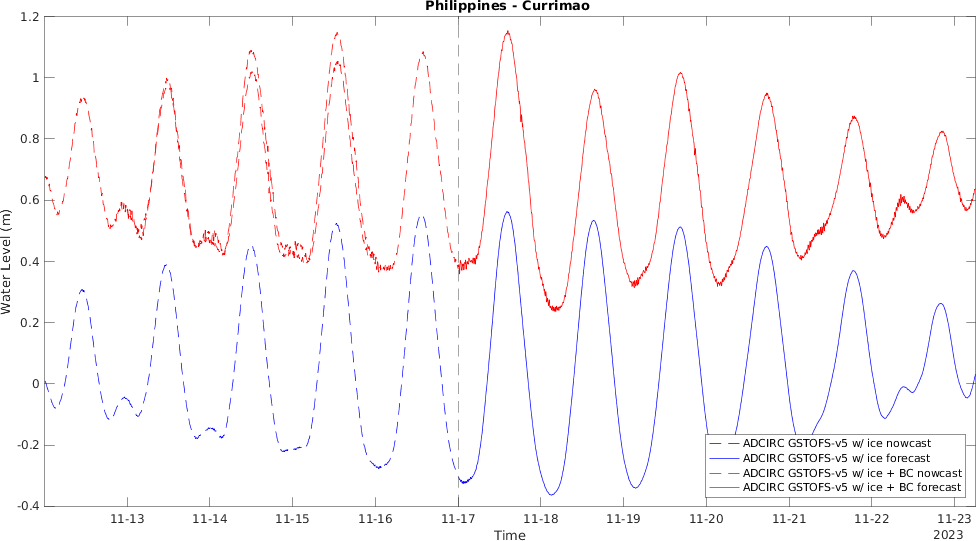 Philippines - Currimao
1.2
1
0.8
0.6
0.4
0.2
0
-0.2
-0.4
Water Level (m)
ADCIRC GSTOFS-v5 w/ ice nowcast
ADCIRC GSTOFS-v5 w/ ice forecast
ADCIRC GSTOFS-v5 w/ ice + BC nowcast
ADCIRC GSTOFS-v5 w/ ice + BC forecast
11-13 11-14 11-15 11-16 11-17 11-18 11-19 11-20 11-21 11-22 11-23
Time 2023